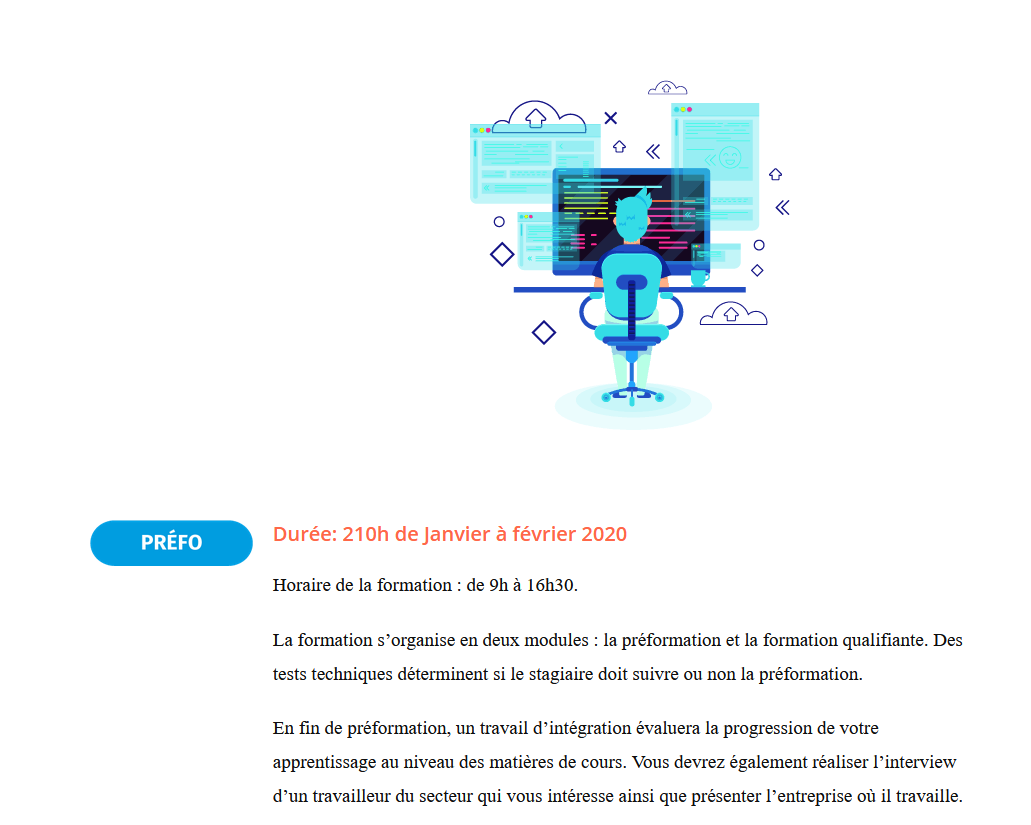 PRÉFO
Durée: 210h de Janvier à février 2020
Horaire de la formation : de 9h à 16h30.
La formation s’organise en deux modules : la préformation et la formation qualifiante. Des
tests techniques déterminent si le stagiaire doit suivre ou non la préformation.
En fin de préformation, un travail d’intégration évaluera la progression de votre
apprentissage au niveau des matières de cours. Vous devrez également réaliser l’interview
d’un travailleur du secteur qui vous intéresse ainsi que présenter l’entreprise où il travaille.